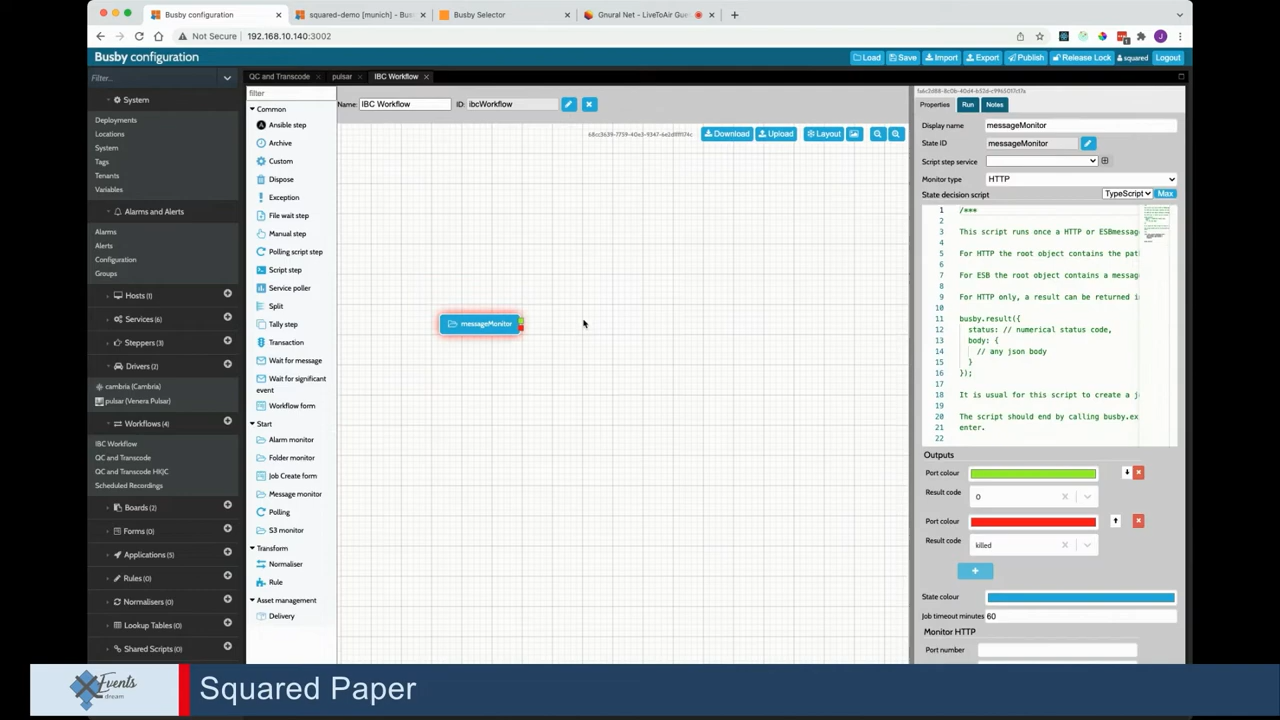 Busby configuration
squared-demo [munich] - Bus
Busby Selector
Gnural Net - LiveToAir Gues
Not Secure
192.168.10.140:3002
Busby configuration
Load
Save
Import
Export
Publish
Release Lock
squared
Logout
Filter...
QC and Transcode
pulsar
IBC Workflow
System
Deployments
Locations
System
Tags
Tenants
Variables
Alarms and Alerts
Alarms
Alerts
Configuration
Groups
Hosts (1)
Services (6)
Steppers (3)
Drivers (2)
cambria (Cambria)
pulsar (Venera Pulsar)
Workflows (4)
IBC Workflow
QC and Transcode
QC and Transcode HKJC
Scheduled Recordings
Boards (2)
Forms (0)
Applications (5)
Rules (0)
Normalisers (0)
Lookup Tables (0)
Shared Scripts (0)
filter
Common
Ansible step
Archive
Custom
Dispose
Exception
File wait step
Manual step
Polling script step
Script step
Service poller
Split
Tally step
Transaction
Wait for message
Wait for significant
event
Workflow form
Start
Alarm monitor
Folder monitor
Job Create form
Message monitor
Polling
S3 monitor
Transform
Normaliser
Rule
Asset management
Delivery
Name: IBC Workflow
ID: ibcWorkflow
Download
Upload
Layout
messageMonitor
Properties
Run
Notes
Display name messageMonitor
State ID messageMonitor
Script step service
Monitor type HTTP
State decision script
TypeScript
Max
1 /***
2
3 This script runs once a HTTP or ESBmessag
4
5 For HTTP the root object contains the pat
6
7 For ESB the root object contains a messag
8
9 For HTTP only, a result can be returned i
10
11 busby.result({
12 status: // numerical status code,
13 body: {
14 // any json body
15 }
16 });
17
18 It is usual for this script to create a j
19
20 The script should end by calling busby.ex
21 enter.
22
Outputs
Port colour
Result code 0
Port colour
Result code killed
+
State colour
Job timeout minutes 60
Monitor HTTP
Port number
Events
dream
Squared Paper